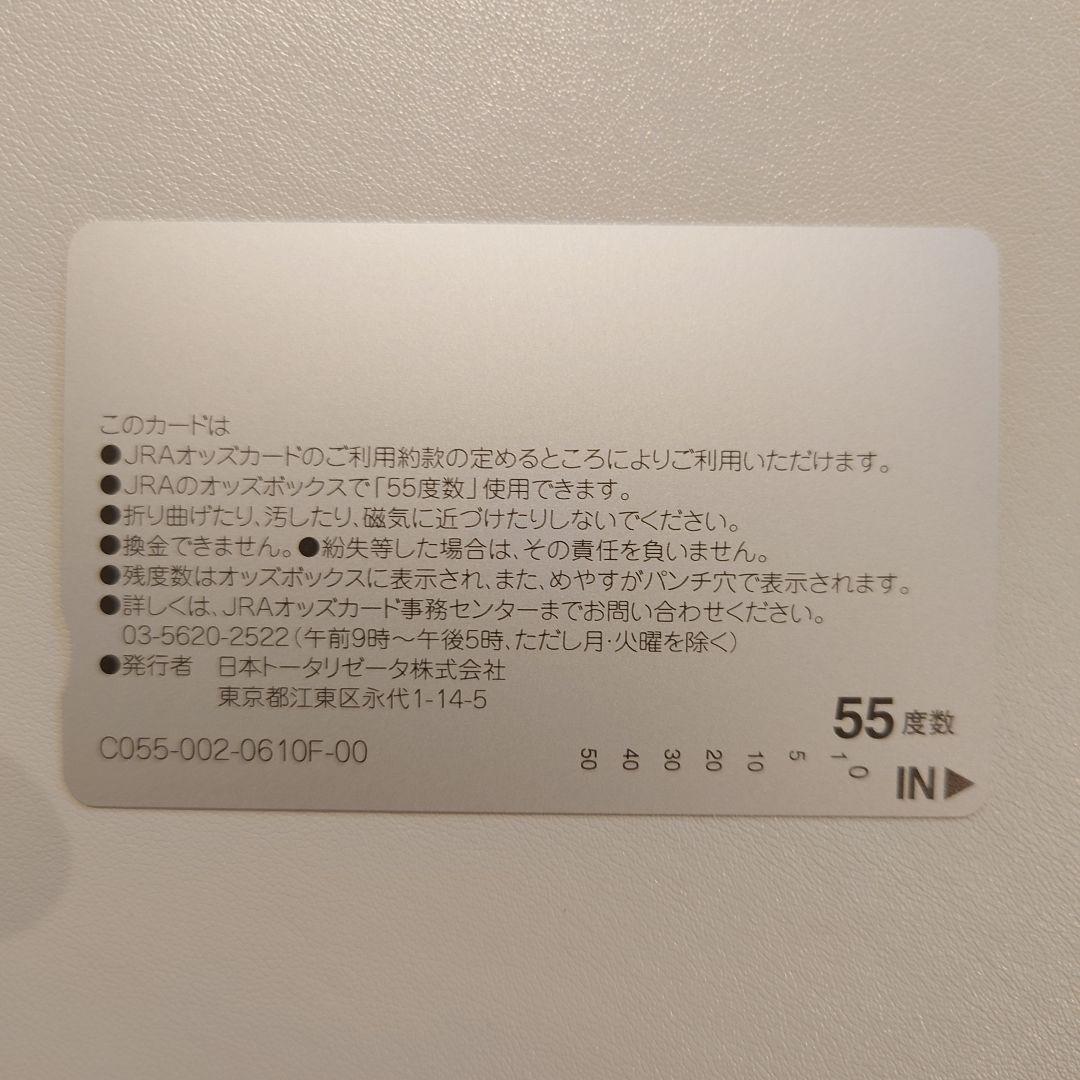 このカードは
●JRAオッズカードのご利用約款の定めるところによりご利用いただけます。
●JRAのオッズボックスで「55度数」使用できます。
●折り曲げたり、汚したり、磁気に近づけたりしないでください。
●換金できません。●紛失等した場合は、その責任を負いません。
●残度数はオッズボックスに表示され、また、めやすがパンチ穴で表示されます。
●詳しくは、JRAオッズカード事務センターまでお問い合わせください。
03-5620-2522（午前9時〜午後5時、ただし月・火曜を除く）
●発行者 日本トータリゼータ株式会社
東京都江東区永代1-14-5
55度数
C055-002-0610F-00
50 40 30 20 10 5 1 0
IN▶